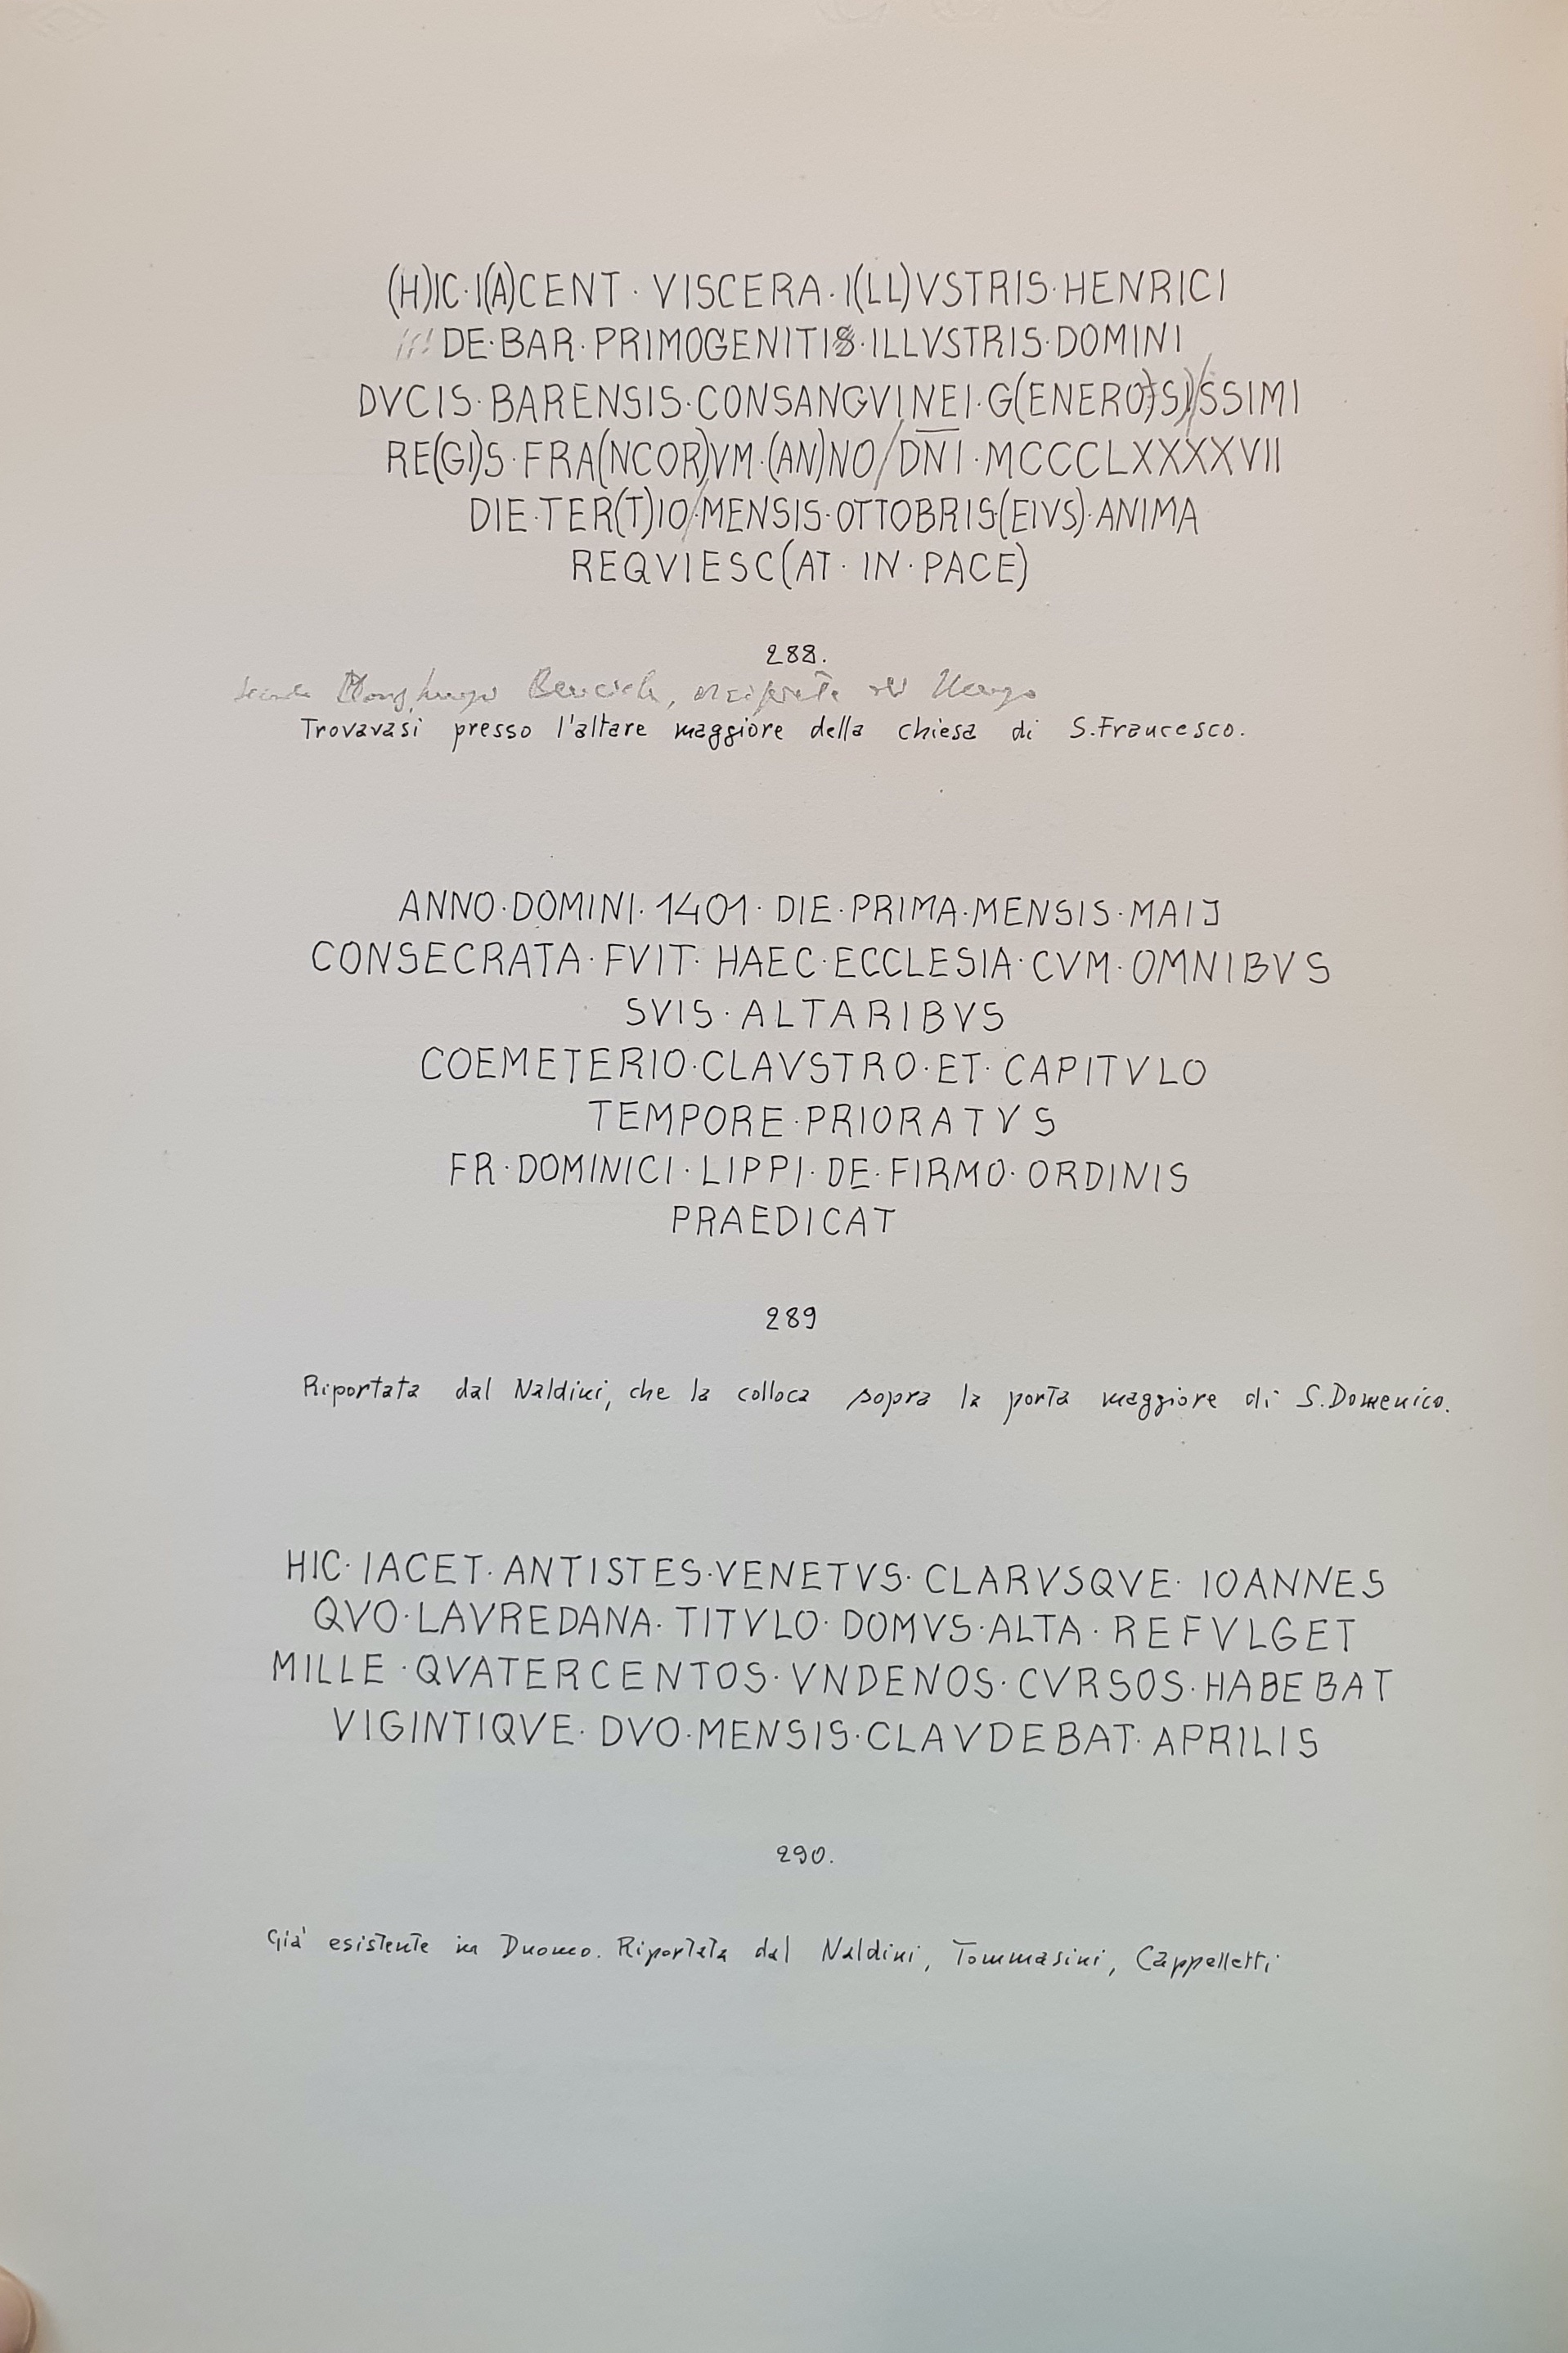 (H)IC·I(A)CENT·VISCERA·I(LL)VSTRIS·HENRICI
DE·BAR·PRIMOGENITI·ILLVSTRIS·DOMINI
DVCIS·BARENSIS·CONSANGVINEI·G(ENERO)SI)SSIMI
RE(GI)S·FRA(NCOR)VM·(AN)NO/DNI·MCCCLXXXXVII
DIE·TER(T)IO/MENSIS·OTTOBRIS(EIVS)·ANIMA
REQVIESC(AT·IN·PACE)
288.
Trovavasi presso l'altare maggiore della chiesa di S.Francesco.
ANNO·DOMINI·1401·DIE·PRIMA·MENSIS·MAIJ
CONSECRATA·FVIT·HAEC·ECCLESIA·CVM·OMNIBVS
SVIS·ALTARIBVS
COEMETERIO·CLAVSTRO·ET·CAPITVLO
TEMPORE·PRIORATVS
FR·DOMINICI·LIPPI·DE·FIRMO·ORDINIS
PRAEDICAT
289
Riportata dal Naldini, che la colloca sopra la porta maggiore di S.Domenico.
HIC·IACET·ANTISTES·VENETVS·CLARVSQVE·IOANNES
QVO·LAVREDANA·TITVLO·DOMVS·ALTA·REFVLGET
MILLE·QVATERCENTOS·VNDENOS·CVRSOS·HABEBAT
VIGINTIQVE·DVO·MENSIS·CLAVDEBAT·APRILIS
290.
Già esistente in Duomo. Riportata dal Naldini, Tommasini, Cappelletti